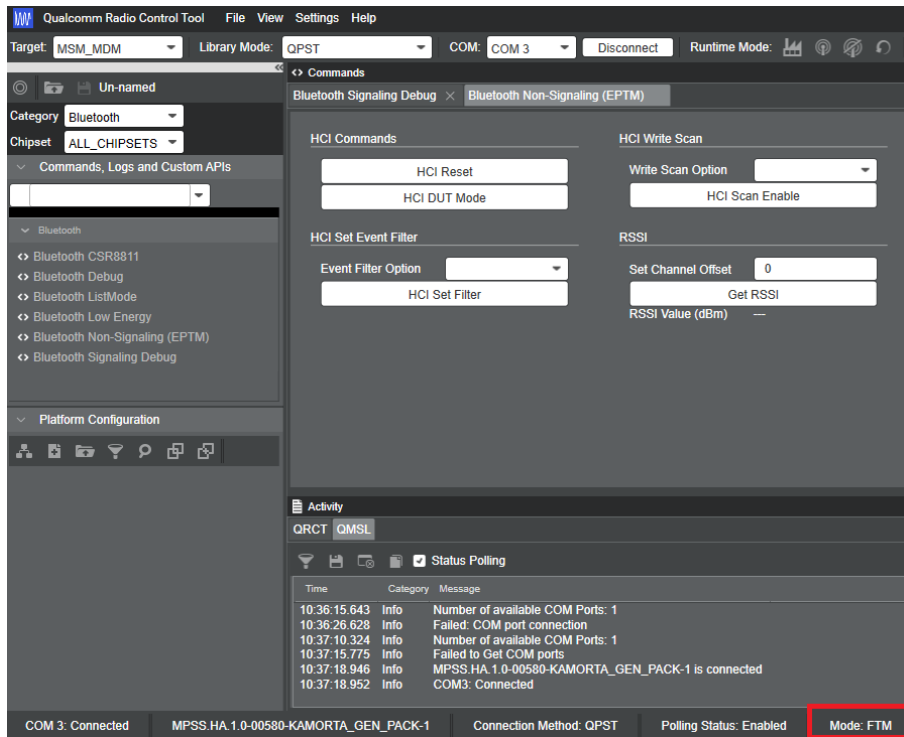 Qualcomm Radio Control Tool File View Settings Help
Target: MSM_MDM Library Mode: QPST COM: COM 3 Disconnect Runtime Mode:
Un-named
Category Bluetooth
Chipset ALL_CHIPSETS
Commands, Logs and Custom APIs
Bluetooth
Bluetooth CSR8811
Bluetooth Debug
Bluetooth ListMode
Bluetooth Low Energy
Bluetooth Non-Signaling (EPTM)
Bluetooth Signaling Debug
Platform Configuration
Commands
Bluetooth Signaling Debug Bluetooth Non-Signaling (EPTM)
HCI Commands
HCI Reset
HCI DUT Mode
HCI Set Event Filter
Event Filter Option
HCI Set Filter
HCI Write Scan
Write Scan Option
HCI Scan Enable
RSSI
Set Channel Offset 0
Get RSSI
RSSI Value (dBm) ---
Activity
QRCT QMSL
Status Polling
Time Category Message
10:36:15.643 Info Number of available COM Ports: 1
10:36:26.628 Info Failed: COM port connection
10:37:10.324 Info Number of available COM Ports: 1
10:37:15.775 Info Failed to Get COM ports
10:37:18.946 Info MPSS.HA.1.0-00580-KAMORTA_GEN_PACK-1 is connected
10:37:18.952 Info COM3: Connected
COM 3: Connected MPSS.HA.1.0-00580-KAMORTA_GEN_PACK-1 Connection Method: QPST Polling Status: Enabled Mode: FTM